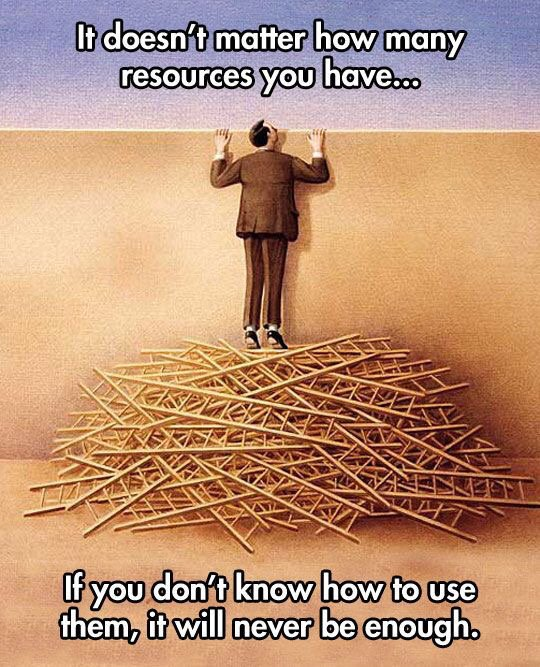 It doesn't matter how many
resources you have...
If you don't know how to use
them, it will never be enough.